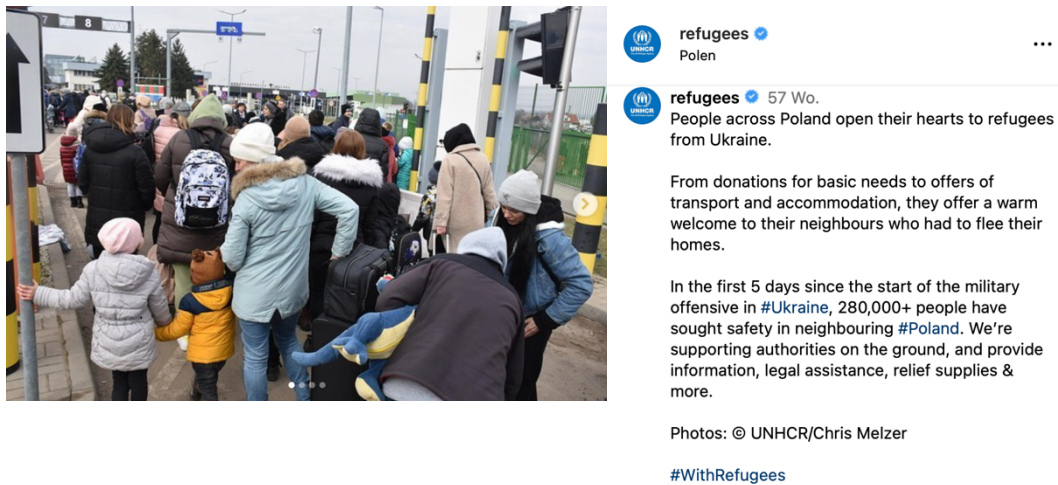 7 8
refugees
Polen
UNHCR
refugees 57 Wo.
UNHCR
People across Poland open their hearts to refugees
from Ukraine.
From donations for basic needs to offers of
transport and accommodation, they offer a warm
welcome to their neighbours who had to flee their
homes.
In the first 5 days since the start of the military
offensive in #Ukraine, 280,000+ people have
sought safety in neighbouring #Poland. We’re
supporting authorities on the ground, and provide
information, legal assistance, relief supplies &
more.
Photos: © UNHCR/Chris Melzer
#WithRefugees